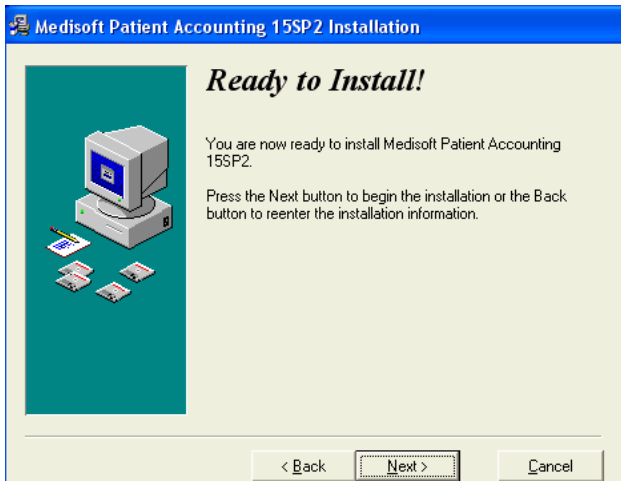 Medisoft Patient Accounting 15SP2 Installation
Ready to Install!
You are now ready to install Medisoft Patient Accounting
15SP2.
Press the Next button to begin the installation or the Back
button to reenter the installation information.
< Back Next > Cancel